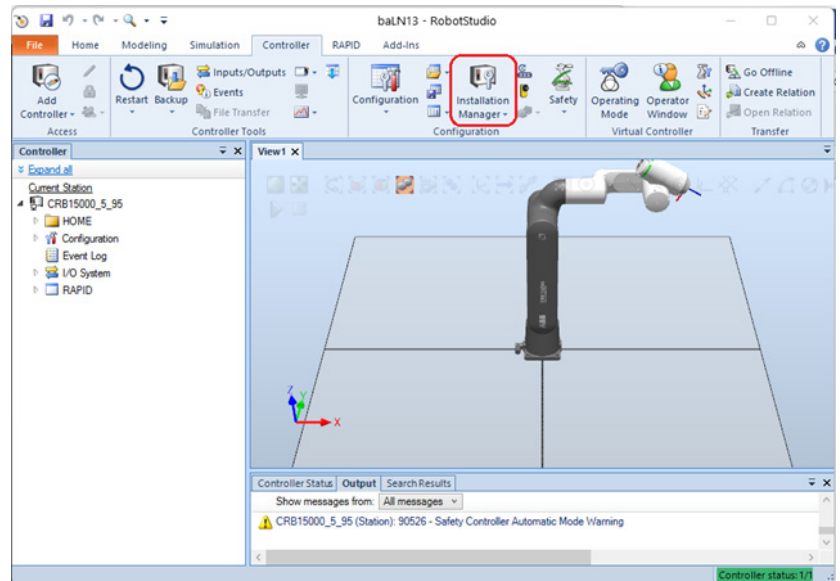 baLN13 - RobotStudio
File Home Modeling Simulation Controller RAPID Add-Ins
Add Controller
Restart
Backup
Inputs/Outputs
Events
File Transfer
Configuration
Installation Manager
Safety
Operating Mode
Operator Window
Go Offline
Create Relation
Open Relation
Access Controller Tools Configuration Virtual Controller Transfer
Controller
View1
Expand all
Current Station
CRB15000_5_95
HOME
Configuration
Event Log
I/O System
RAPID
ABB
Z
Y
X
Controller Status Output Search Results
Show messages from: All messages
CRB15000_5_95 (Station): 90526 - Safety Controller Automatic Mode Warning
Controller status: 1/1